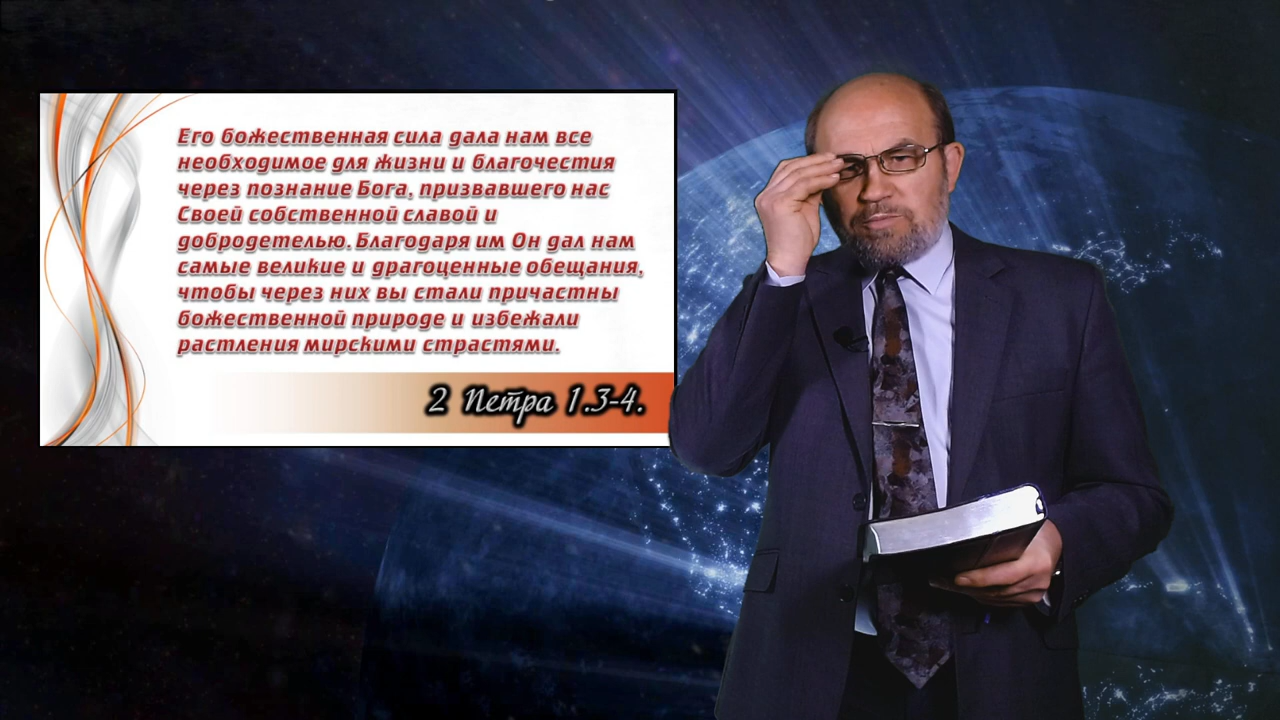 Его божественная сила дала нам все
необходимое для жизни и благочестия
через познание Бога, призвавшего нас
Своей собственной славой и
добродетелью. Благодаря им Он дал нам
самые великие и драгоценные обещания,
чтобы через них вы стали причастны
божественной природе и избежали
растления мирскими страстями.
2 Петра 1.3-4.